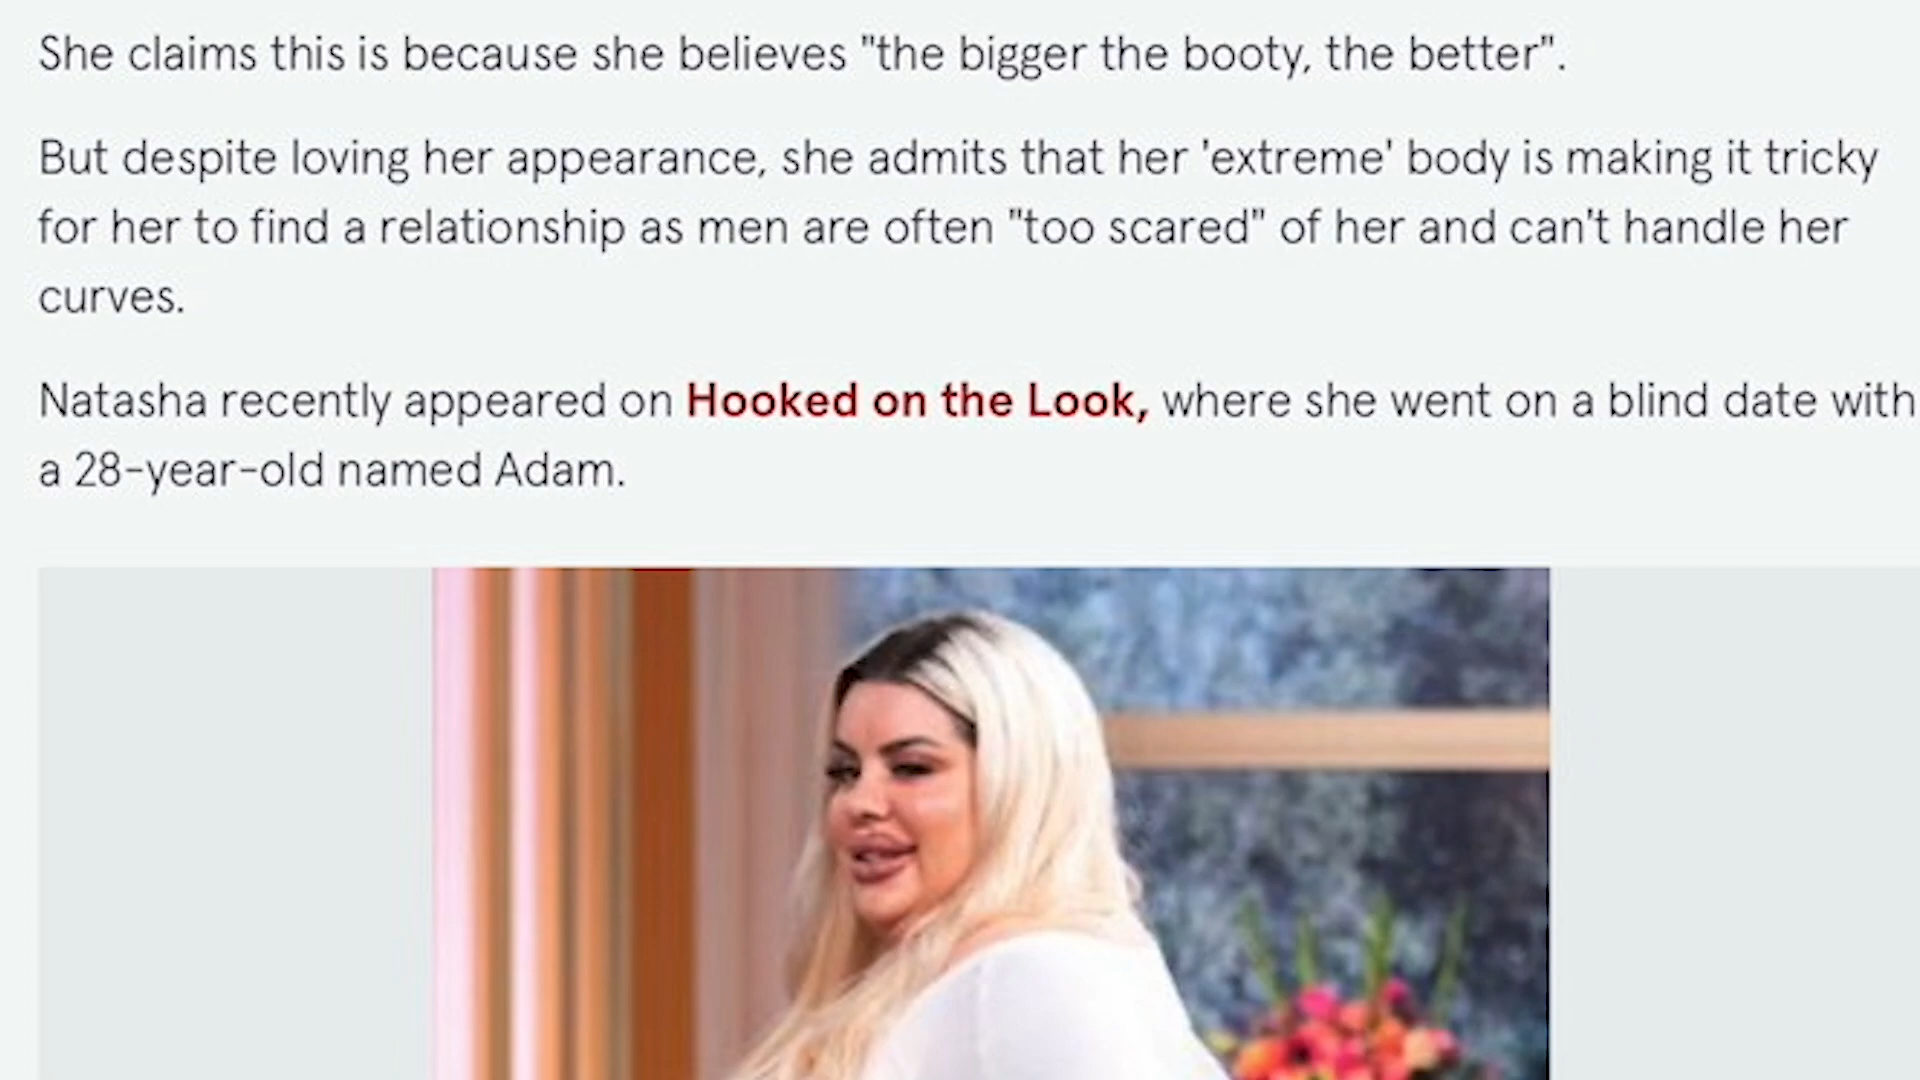 She claims this is because she believes "the bigger the booty, the better".
But despite loving her appearance, she admits that her 'extreme' body is making it tricky
for her to find a relationship as men are often "too scared" of her and can't handle her
curves.
Natasha recently appeared on Hooked on the Look, where she went on a blind date with
a 28-year-old named Adam.